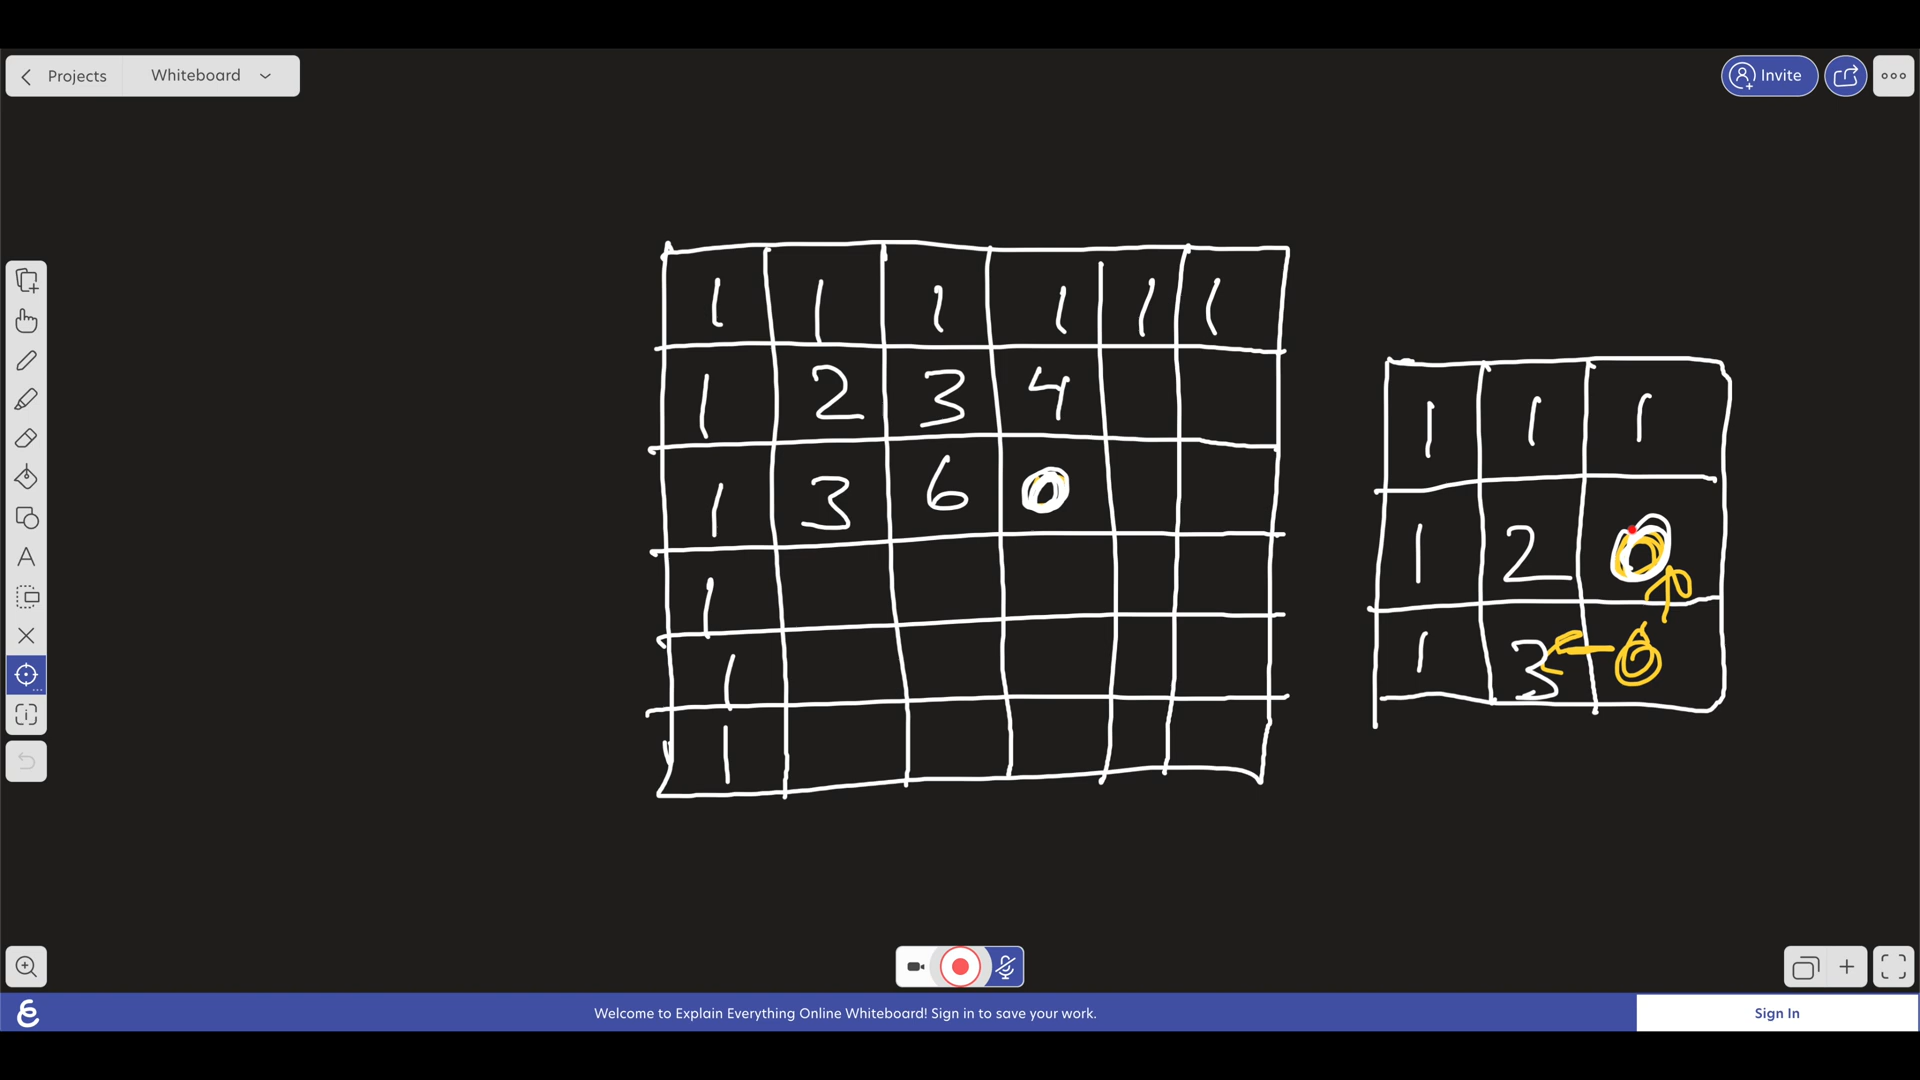 Projects Whiteboard
Invite
1 1 1 1 1 1
1 2 3 4
1 3 6 0
1
1
1
1 1 1
1 2 0
1 3 0
A
Welcome to Explain Everything Online Whiteboard! Sign in to save your work.
Sign In